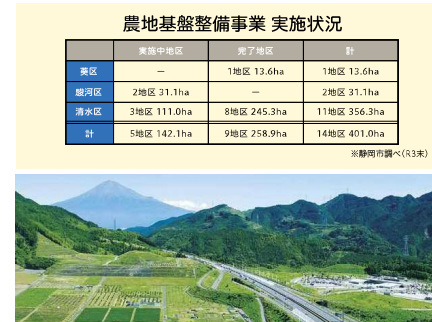 農地基盤整備事業 実施状況
実施中地区 完了地区 計
葵区 － 1地区 13.6ha 1地区 13.6ha
駿河区 2地区 31.1ha － 2地区 31.1ha
清水区 3地区 111.0ha 8地区 245.3ha 11地区 356.3ha
計 5地区 142.1ha 9地区 258.9ha 14地区 401.0ha
※静岡市調べ(R3末)